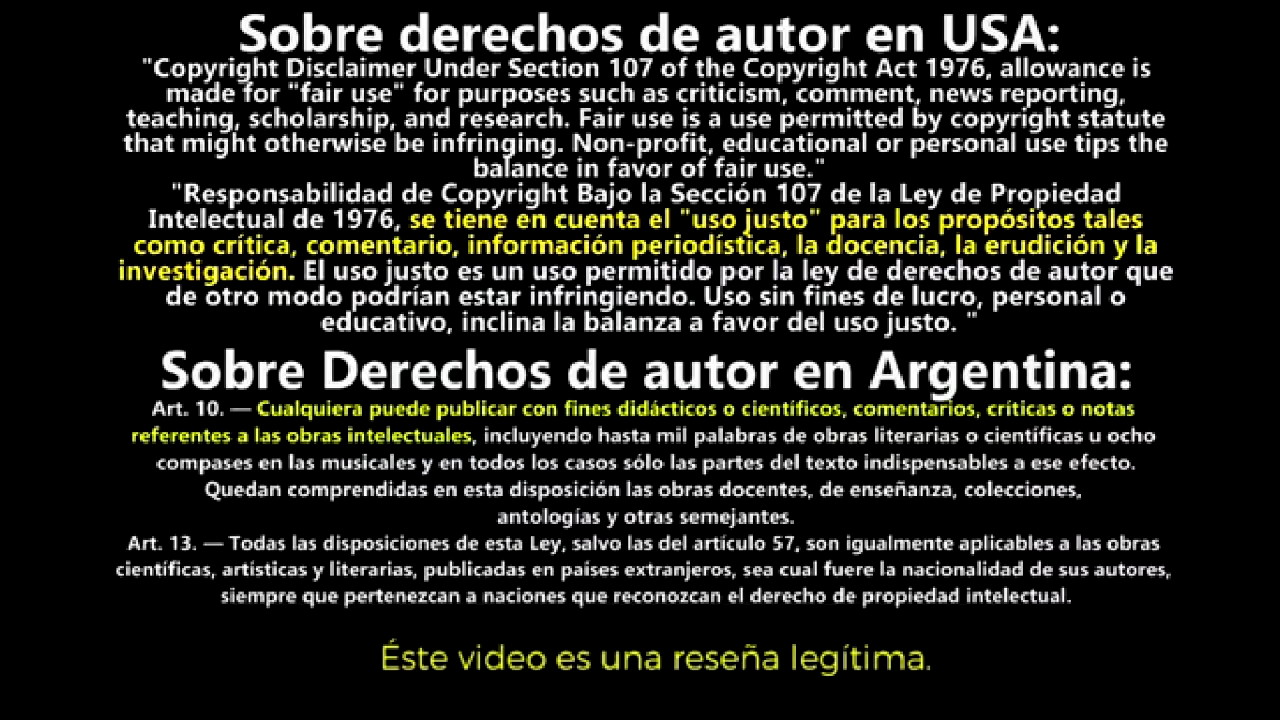 Sobre derechos de autor en USA:
"Copyright Disclaimer Under Section 107 of the Copyright Act 1976, allowance is
made for "fair use" for purposes such as criticism, comment, news reporting,
teaching, scholarship, and research. Fair use is a use permitted by copyright statute
that might otherwise be infringing. Non-profit, educational or personal use tips the
balance in favor of fair use."
"Responsabilidad de Copyright Bajo la Sección 107 de la Ley de Propiedad
Intelectual de 1976, se tiene en cuenta el "uso justo" para los propósitos tales
como crítica, comentario, información periodística, la docencia, la erudición y la
investigación. El uso justo es un uso permitido por la ley de derechos de autor que
de otro modo podrían estar infringiendo. Uso sin fines de lucro, personal o
educativo, inclina la balanza a favor del uso justo. "
Sobre Derechos de autor en Argentina:
Art. 10. — Cualquiera puede publicar con fines didácticos o científicos, comentarios, críticas o notas
referentes a las obras intelectuales, incluyendo hasta mil palabras de obras literarias o científicas u ocho
compases en las musicales y en todos los casos sólo las partes del texto indispensables a ese efecto.
Quedan comprendidas en esta disposición las obras docentes, de enseñanza, colecciones,
antologías y otras semejantes.
Art. 13. — Todas las disposiciones de esta Ley, salvo las del artículo 57, son igualmente aplicables a las obras
científicas, artísticas y literarias, publicadas en países extranjeros, sea cual fuere la nacionalidad de sus autores,
siempre que pertenezcan a naciones que reconozcan el derecho de propiedad intelectual.
Éste video es una reseña legítima.